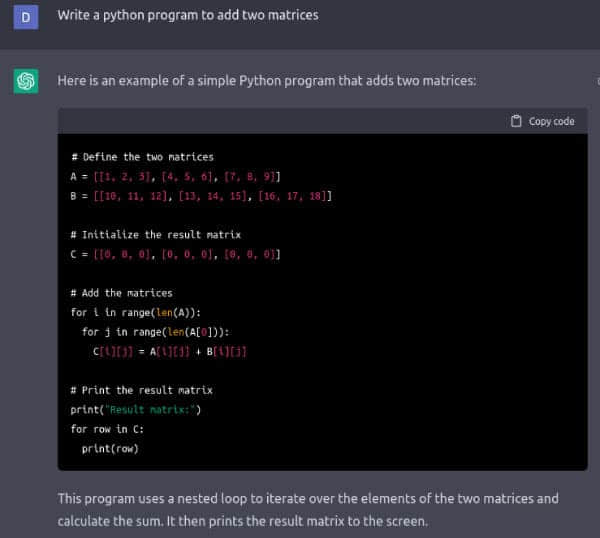 D
Write a python program to add two matrices
Here is an example of a simple Python program that adds two matrices:
Copy code
# Define the two matrices
A = [[1, 2, 3], [4, 5, 6], [7, 8, 9]]
B = [[10, 11, 12], [13, 14, 15], [16, 17, 18]]
# Initialize the result matrix
C = [[0, 0, 0], [0, 0, 0], [0, 0, 0]]
# Add the matrices
for i in range(len(A)):
  for j in range(len(A[0])):
    C[i][j] = A[i][j] + B[i][j]
# Print the result matrix
print("Result matrix:")
for row in C:
  print(row)
This program uses a nested loop to iterate over the elements of the two matrices and
calculate the sum. It then prints the result matrix to the screen.